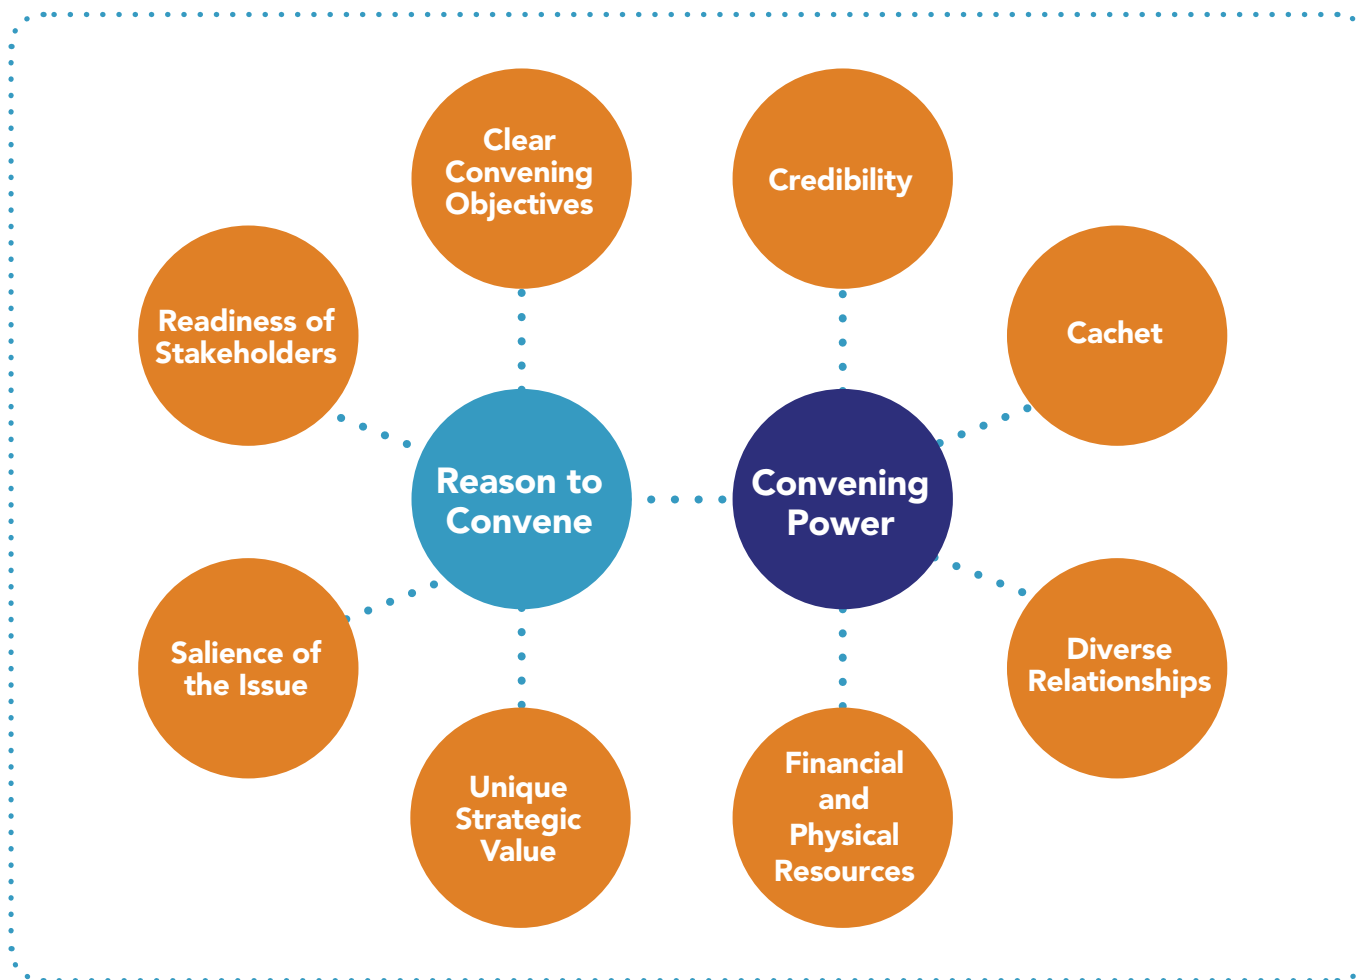 Clear
Convening
Objectives
Credibility
Readiness of
Stakeholders
Cachet
Reason to
Convene
Convening
Power
Salience of
the Issue
Diverse
Relationships
Unique
Strategic
Value
Financial
and
Physical
Resources